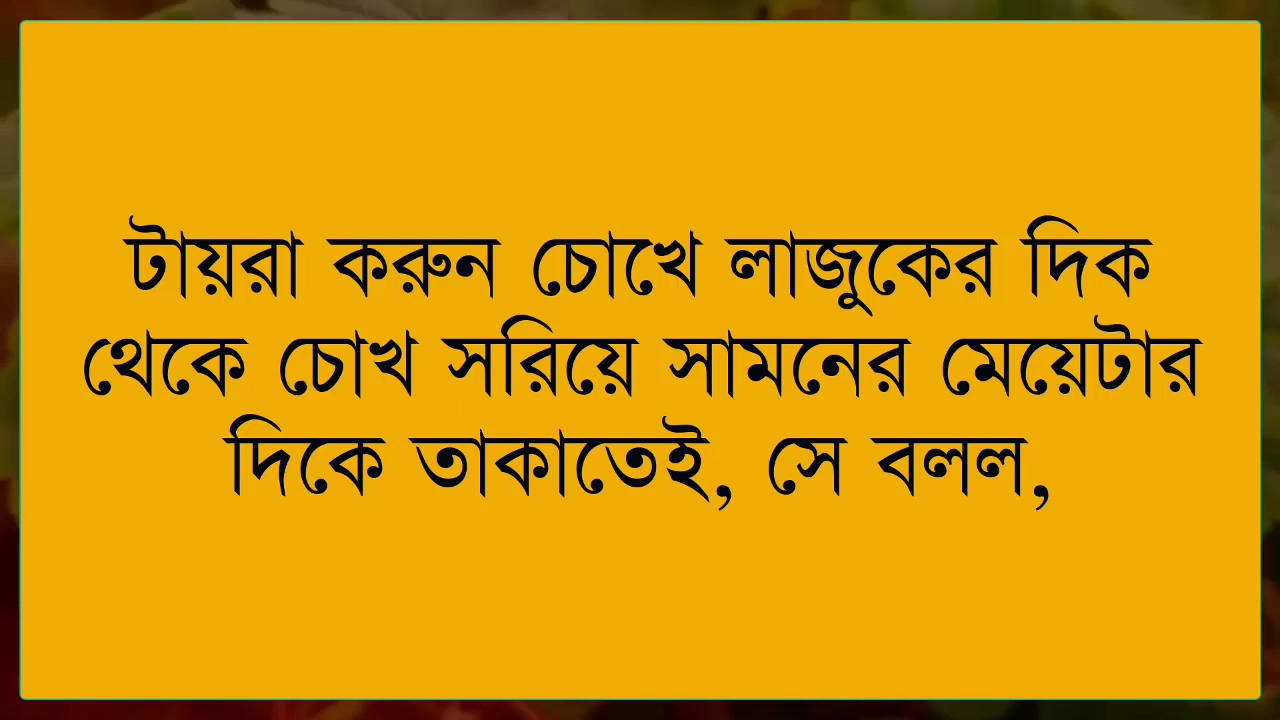 টায়রা করুন চোখে লাজুকের দিক
থেকে চোখ সরিয়ে সামনের মেয়েটার
দিকে তাকাতেই, সে বলল,